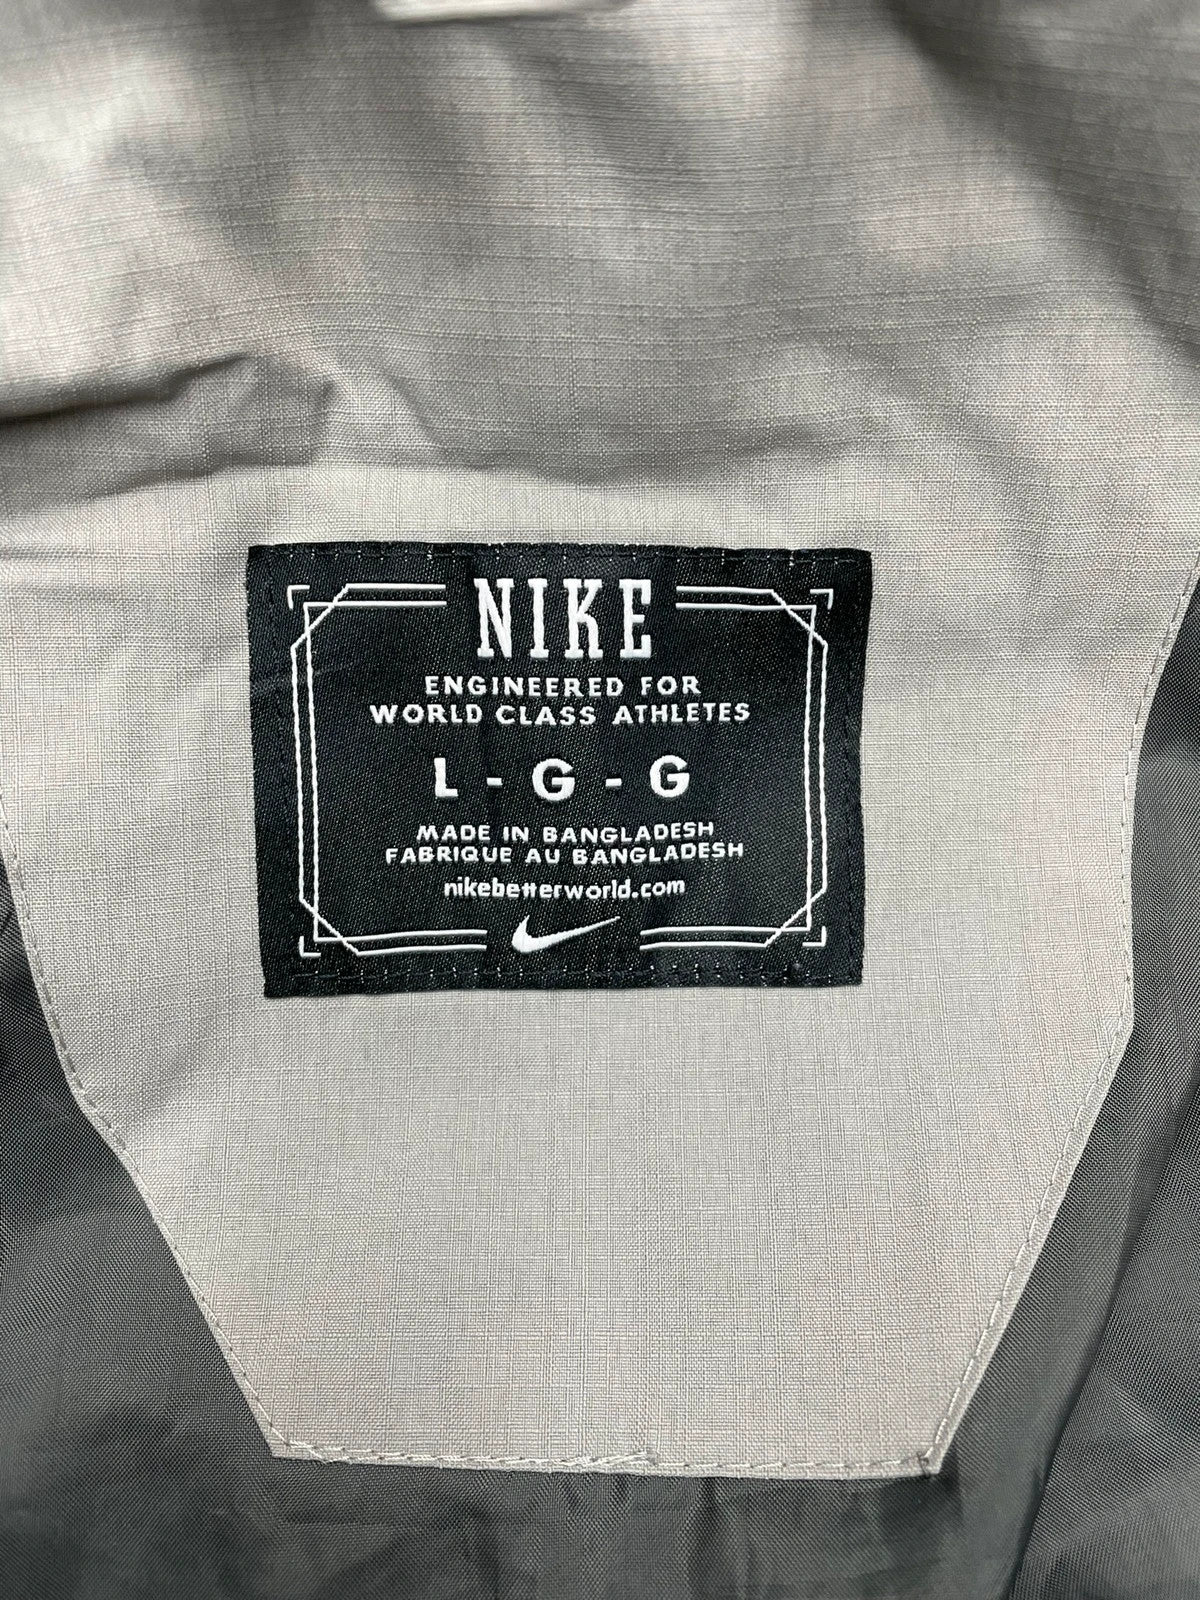 NIKE
ENGINEERED FOR
WORLD CLASS ATHLETES
L - G - G
MADE IN BANGLADESH
FABRIQUE AU BANGLADESH
nikebetterworld.com